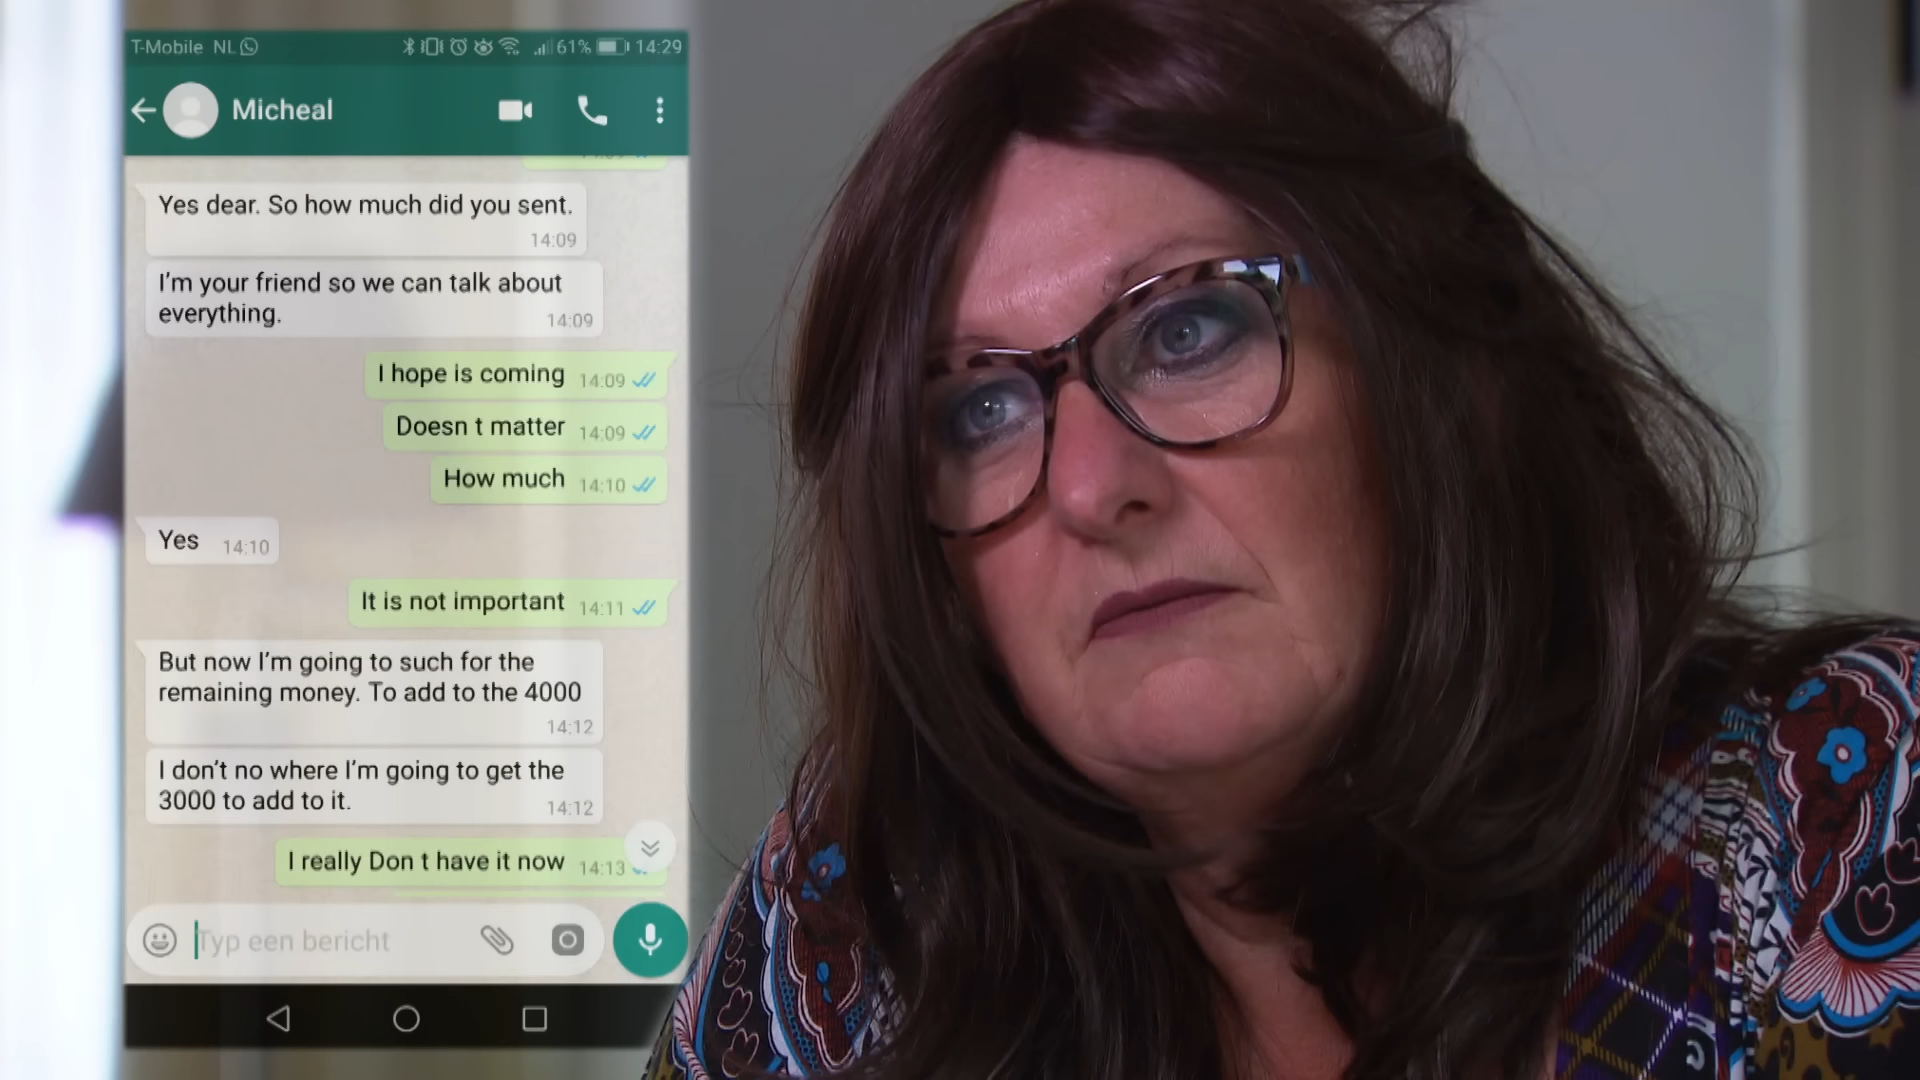 T-Mobile NL 61% 14:29
Micheal
Yes dear. So how much did you sent.
14:09
I'm your friend so we can talk about
everything. 14:09
I hope is coming 14:09
Doesn t matter 14:09
How much 14:10
Yes 14:10
It is not important 14:11
But now I'm going to such for the
remaining money. To add to the 4000
14:12
I don't no where I'm going to get the
3000 to add to it. 14:12
I really Don t have it now 14:13
Typ een bericht